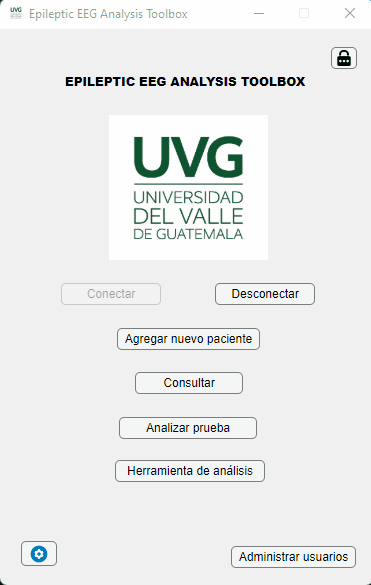 UVG Epileptic EEG Analysis Toolbox
EPILEPTIC EEG ANALYSIS TOOLBOX
UVG
UNIVERSIDAD
DEL VALLE
DE GUATEMALA
Conectar Desconectar
Agregar nuevo paciente
Consultar
Analizar prueba
Herramienta de análisis
Administrar usuarios